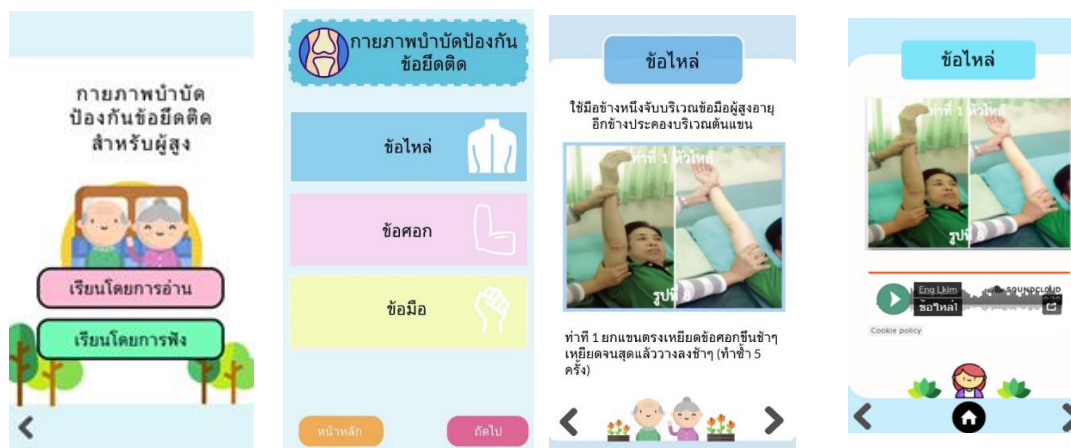 กายภาพบำบัด
ป้องกันข้อยึดติด
สำหรับผู้สูง
เรียนโดยการอ่าน
เรียนโดยการฟัง
กายภาพบำบัดป้องกัน
ข้อยึดติด
ข้อไหล่
ข้อศอก
ข้อมือ
หน้าหลัก
ถัดไป
ข้อไหล่
ใช้มือข้างหนึ่งจับบริเวณข้อมือผู้สูงอายุ
อีกข้างประคองบริเวณต้นแขน
ท่าที่ 1 หัวไหล่
รูปที่ 8
ท่าที่ 1 ยกแขนตรงเหยียดข้อศอกขึ้นช้าๆ
เหยียดจนสุดแล้ววางลงช้าๆ (ทำซ้ำ 5
ครั้ง)
ข้อไหล่
ท่าที่ 1 หัวไหล่
รูปที่ 8
Eng Lkim
SOUNDCLOUD
ข้อไหล่1
Cookie policy